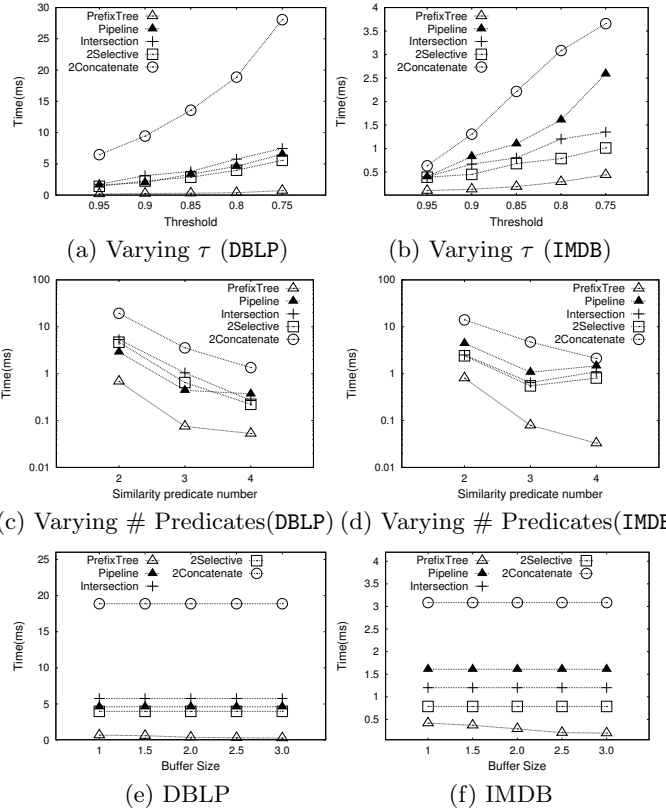 PrefixTree
Pipeline
Intersection
2Selective
2Concatenate
Time(ms)
30
25
20
15
10
5
0
0.95 0.9 0.85 0.8 0.75
Threshold
(a) Varying τ (DBLP)
PrefixTree
Pipeline
Intersection
2Selective
2Concatenate
Time(ms)
4
3.5
3
2.5
2
1.5
1
0.5
0.95 0.9 0.85 0.8 0.75
Threshold
(b) Varying τ (IMDB)
PrefixTree
Pipeline
Intersection
2Selective
2Concatenate
Time(ms)
100
10
1
0.1
0.01
2 3 4
Similarity predicate number
c) Varying # Predicates(DBLP)
PrefixTree
Pipeline
Intersection
2Selective
2Concatenate
Time(ms)
100
10
1
0.1
0.01
2 3 4
Similarity predicate number
(d) Varying # Predicates(IMDB
PrefixTree
Pipeline
Intersection
2Selective
2Concatenate
Time(ms)
25
20
15
10
5
0
1 1.5 2.0 2.5 3.0
Buffer Size
(e) DBLP
PrefixTree
Pipeline
Intersection
2Selective
2Concatenate
Time(ms)
4
3.5
3
2.5
2
1.5
1
0.5
1 1.5 2.0 2.5 3.0
Buffer Size
(f) IMDB